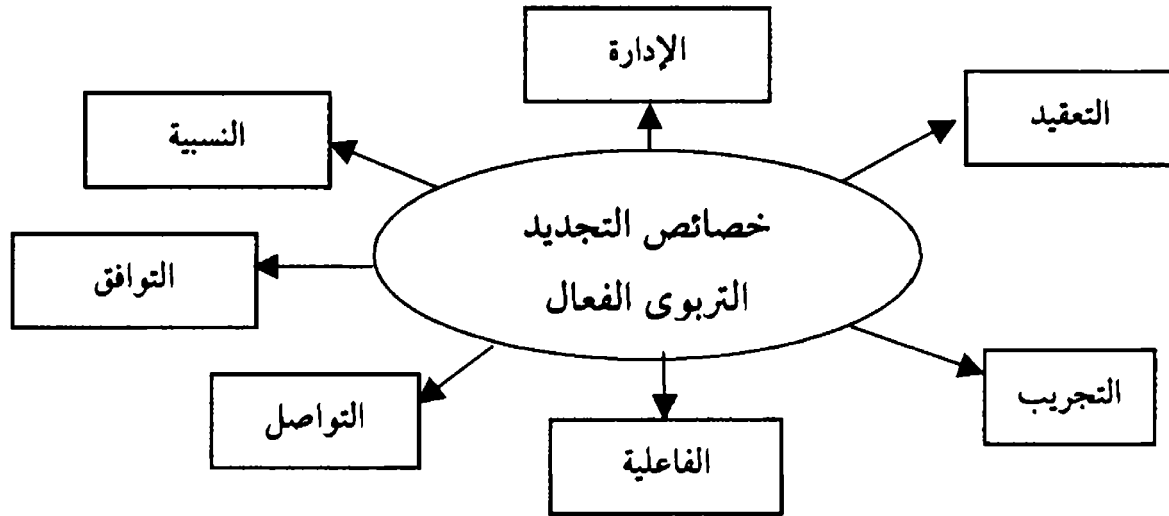 الإدارة
التعقيد
النسبية
خصائص التجديد
التربوى الفعال
التوافق
التجريب
التواصل
الفاعلية